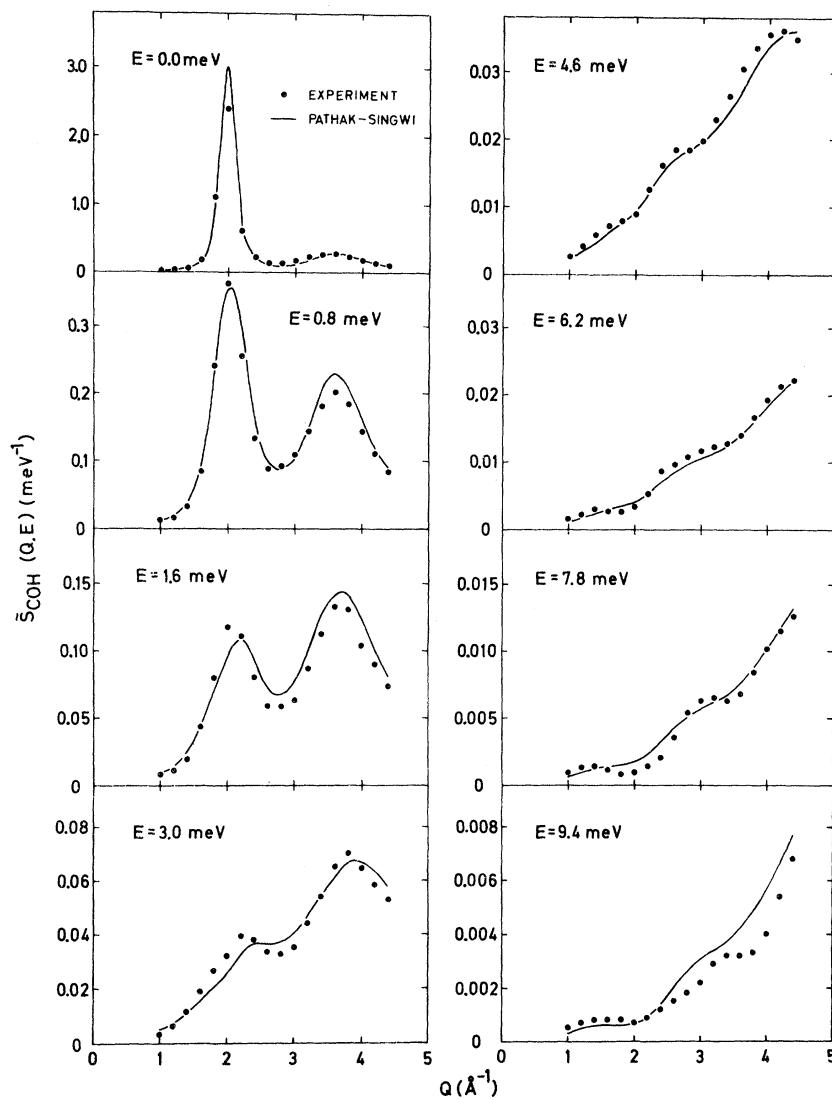 E = 0.0 meV
● EXPERIMENT
— PATHAK-SINGWI
3.0
2.0
1.0
0
E = 0.8 meV
0.3
0.2
0.1
0
E = 1.6 meV
0.15
0.10
0.05
0
E = 3.0 meV
0.08
0.06
0.04
0.02
0
0 1 2 3 4 5
E = 4.6 meV
0.03
0.02
0.01
0
E = 6.2 meV
0.03
0.02
0.01
0
E = 7.8 meV
0.015
0.010
0.005
0
E = 9.4 meV
0.008
0.006
0.004
0.002
0
0 1 2 3 4 5
S̃COH (Q,E) (meV⁻¹)
Q (Å⁻¹)